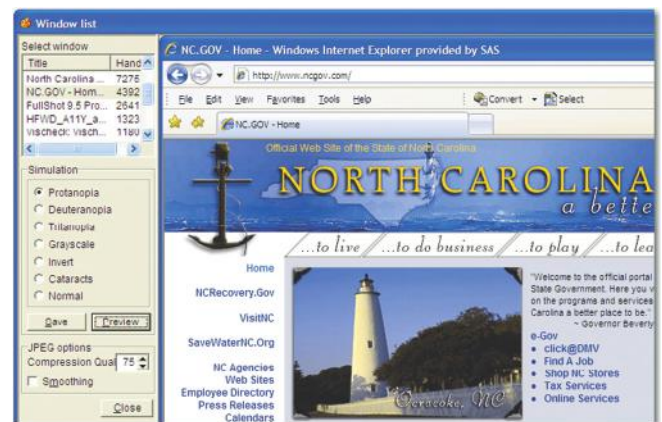 Window list
Select window
Title Hand
North Carolina ... 7276
NC.GOV - Hom... 4392
FullShot 9.5 Pro... 2641
HFWD_A11Y_a... 1323
Vischeck: Visch... 1180
Simulation
Protanopia
Deuteranopia
Tritanopia
Grayscale
Invert
Cataracts
Normal
Save Preview
JPEG options
Compression Qual 75
Smoothing
Close
NC.GOV - Home - Windows Internet Explorer provided by SAS
http://www.ncgov.com/
File Edit View Favorites Tools Help
Convert Select
NC.GOV - Home
Official Web Site of the State of North Carolina
NORTH CAROLINA
a bette
...to live ...to do business ...to play ...to lea
Home
NCRecovery.Gov
VisitNC
SaveWaterNC.Org
NC Agencies
Web Sites
Employee Directory
Press Releases
Calendars
Ocracoke, NC
"Welcome to the official portal
State Government. Here you v
on the programs and services
Carolina a better place to be."
~ Governor Beverly
e-Gov
click@DMV
Find A Job
Shop NC Stores
Tax Services
Online Services